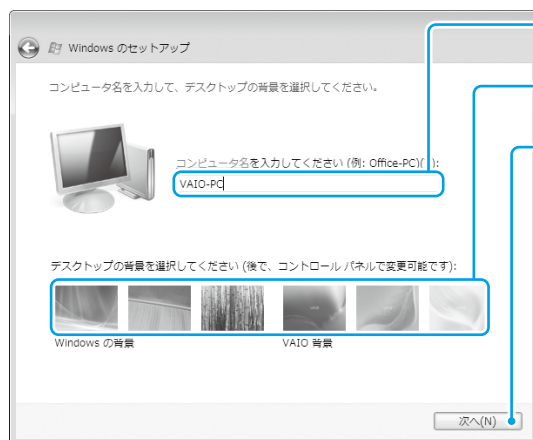 Windows のセットアップ
コンピュータ名を入力して、デスクトップの背景を選択してください。
コンピュータ名を入力してください (例: Office-PC)( ):
VAIO-PC
デスクトップの背景を選択してください (後で、コントロール パネルで変更可能です):
Windows の背景
VAIO 背景
次へ(N)